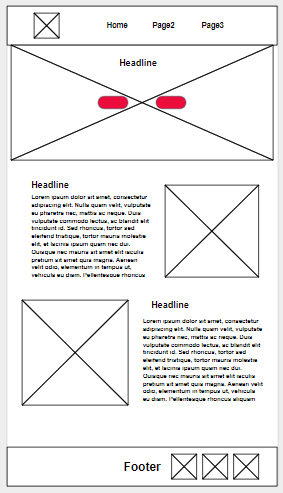 Home Page2 Page3
Headline
Headline
Lorem ipsum dolor sit amet, consectetur
adipiscing elit. Nulla quam velit, vulputate
eu pharetra nec, mattis ac neque. Duis
vulputate commodo lectus, ac blandit elit
tincidunt id. Sed rhoncus, tortor sed
eleifend tristique, tortor mauris molestie
elit, et lacinia ipsum quam nec dui.
Quisque nec mauris sit amet elit iaculis
pretium sit amet quis magna. Aenean
velit odio, elementum in tempus ut,
vehicula eu diam. Pellentesque rhoncus
Headline
Lorem ipsum dolor sit amet, consectetur
adipiscing elit. Nulla quam velit, vulputate
eu pharetra nec, mattis ac neque. Duis
vulputate commodo lectus, ac blandit elit
tincidunt id. Sed rhoncus, tortor sed
eleifend tristique, tortor mauris molestie
elit, et lacinia ipsum quam nec dui.
Quisque nec mauris sit amet elit iaculis
pretium sit amet quis magna. Aenean velit
odio, elementum in tempus ut, vehicula eu
diam. Pellentesque rhoncus aliquam
Footer